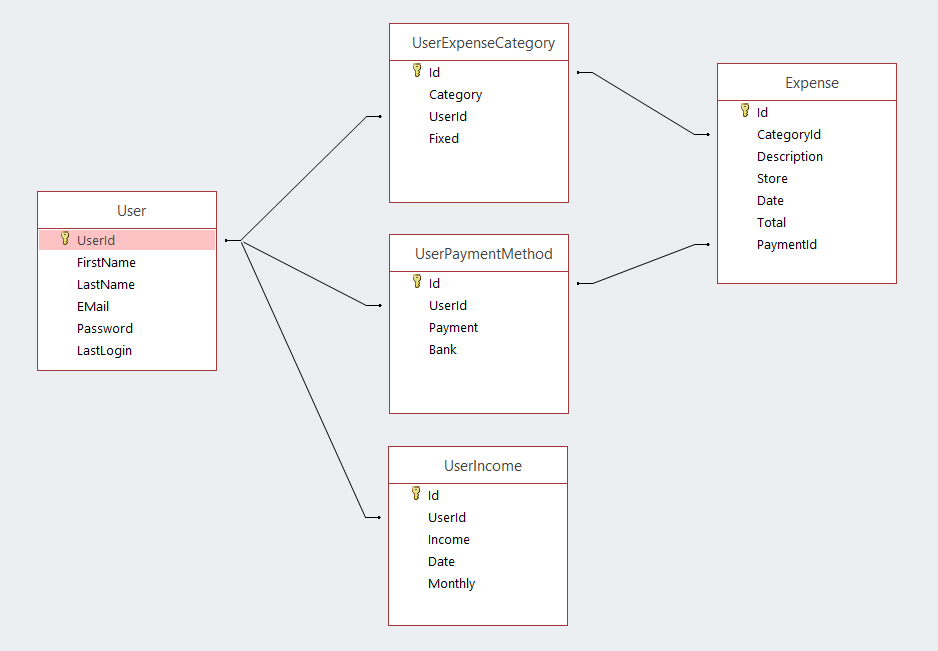 User
UserId
FirstName
LastName
EMail
Password
LastLogin
UserExpenseCategory
Id
Category
UserId
Fixed
UserPaymentMethod
Id
UserId
Payment
Bank
UserIncome
Id
UserId
Income
Date
Monthly
Expense
Id
CategoryId
Description
Store
Date
Total
PaymentId